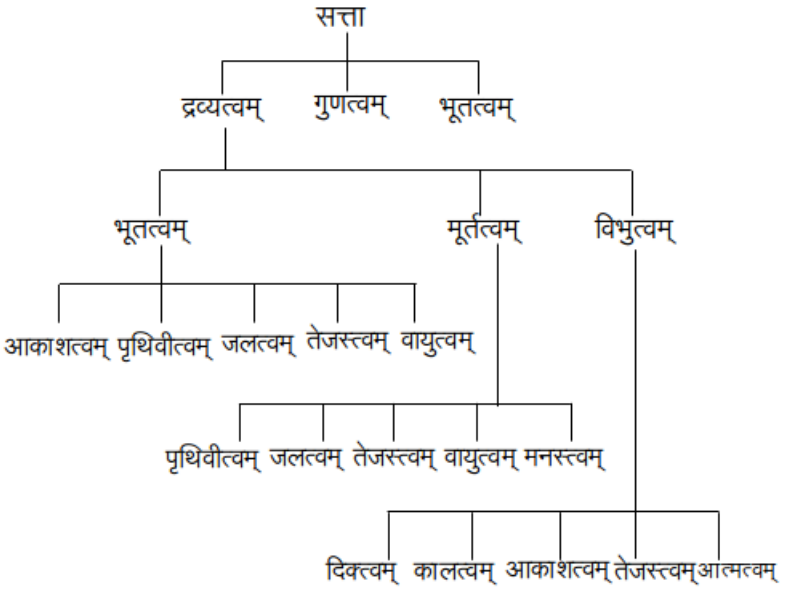 सत्ता
द्रव्यत्वम् गुणत्वम् भूतत्वम्
भूतत्वम् मूर्तत्वम् विभुत्वम्
आकाशत्वम् पृथिवीत्वम् जलत्वम् तेजस्त्वम् वायुत्वम्
पृथिवीत्वम् जलत्वम् तेजस्त्वम् वायुत्वम् मनस्त्वम्
दिक्त्वम् कालत्वम् आकाशत्वम् तेजस्त्वम् आत्मत्वम्